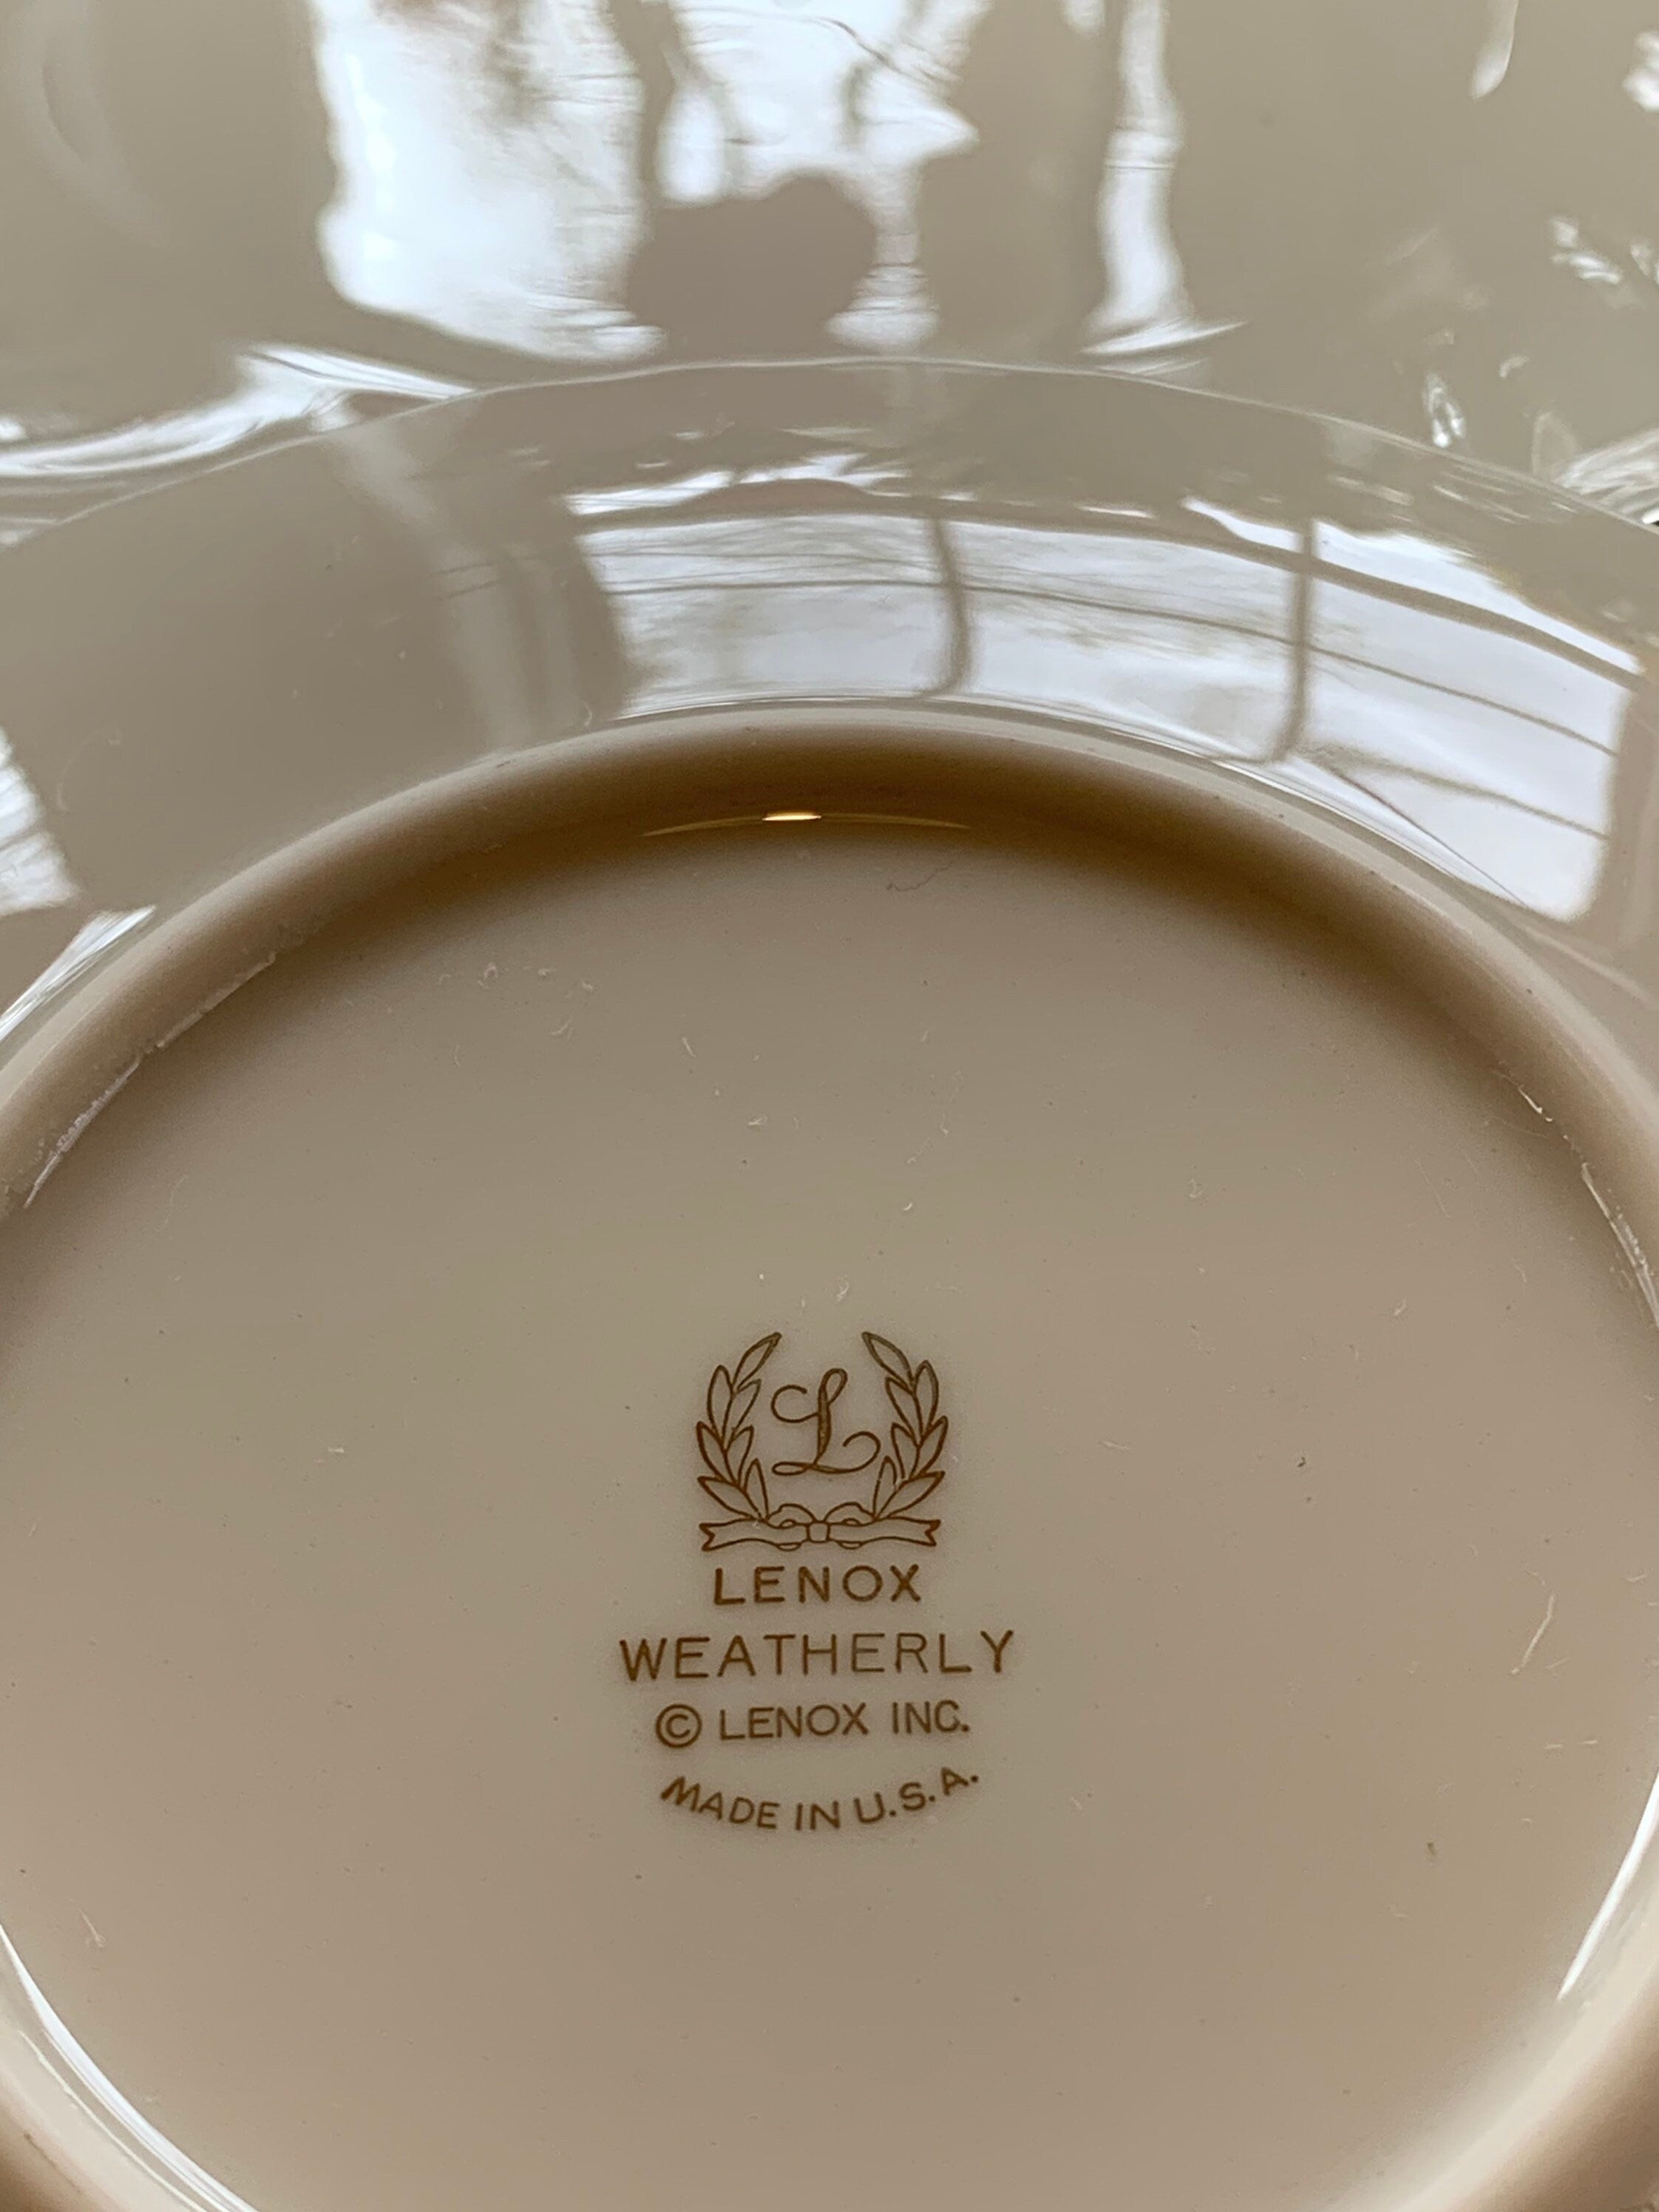 L
LENOX
WEATHERLY
© LENOX INC.
MADE IN U.S.A.